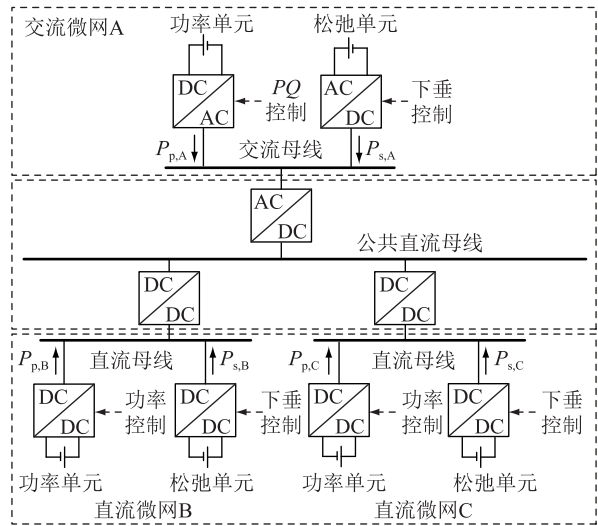 交流微网A
功率单元
松弛单元
DC
AC
PQ
控制
AC
DC
下垂
控制
Pp,A
交流母线
Ps,A
AC
DC
公共直流母线
DC
DC
DC
DC
Pp,B
直流母线
Ps,B
Pp,C
直流母线
Ps,C
DC
DC
功率
控制
DC
DC
下垂
控制
DC
DC
功率
控制
DC
DC
下垂
控制
功率单元
松弛单元
功率单元
松弛单元
直流微网B
直流微网C